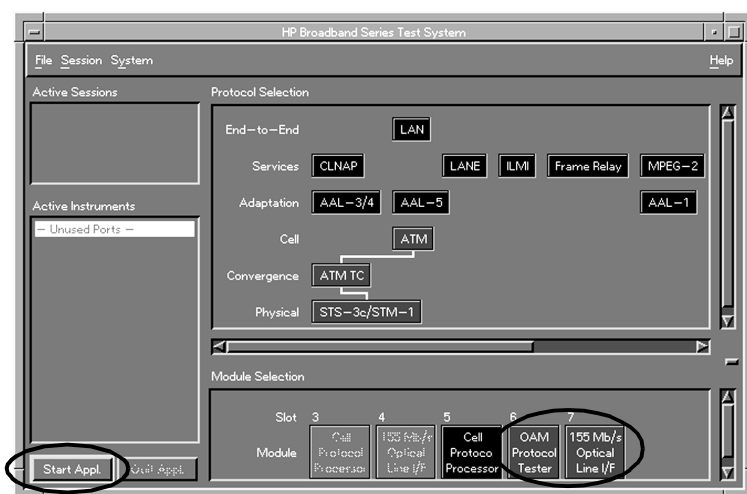 HP Broadband Series Test System
File Session System Help
Active Sessions
Protocol Selection
End-to-End LAN
Services CLNAP LANE ILMI Frame Relay MPEG-2
Adaptation AAL-3/4 AAL-5 AAL-1
Cell ATM
Convergence ATM TC
Physical STS-3c/STM-1
Active Instruments
- Unused Ports -
Module Selection
Slot 3 4 5 6 7
Module
Cell Protocol Processor
155 Mb/s Optical Line I/F
Cell Protoco Processor
OAM Protocol Tester
155 Mb/s Optical Line I/F
Start Appl. Quit Appl.